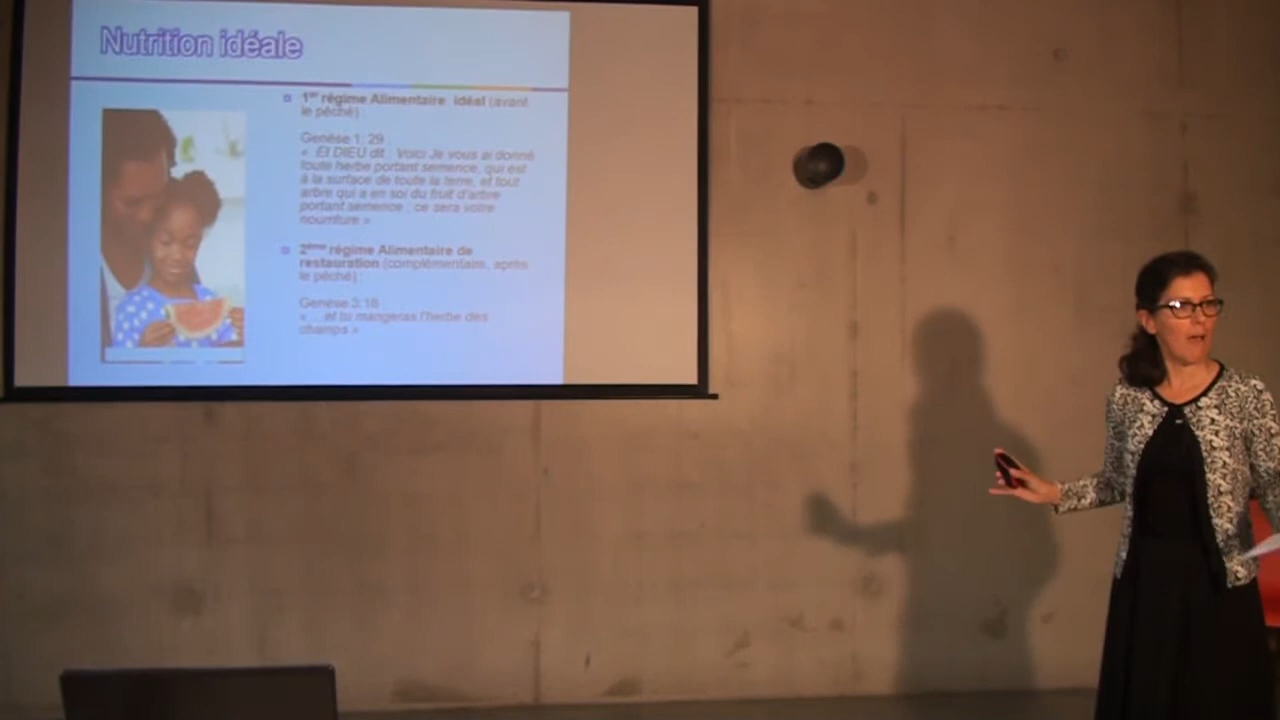 Nutrition idéale
1er régime Alimentaire idéal (avant
le péché) :
Genèse 1: 29
« Et DIEU dit : Voici Je vous ai donné
toute herbe portant semence, qui est
à la surface de toute la terre, et tout
arbre qui a en soi du fruit d'arbre
portant semence : ce sera votre
nourriture »
2ème régime Alimentaire de
restauration (complémentaire, après
le péché) :
Genèse 3:18
« ... et tu mangeras l'herbe des
champs »